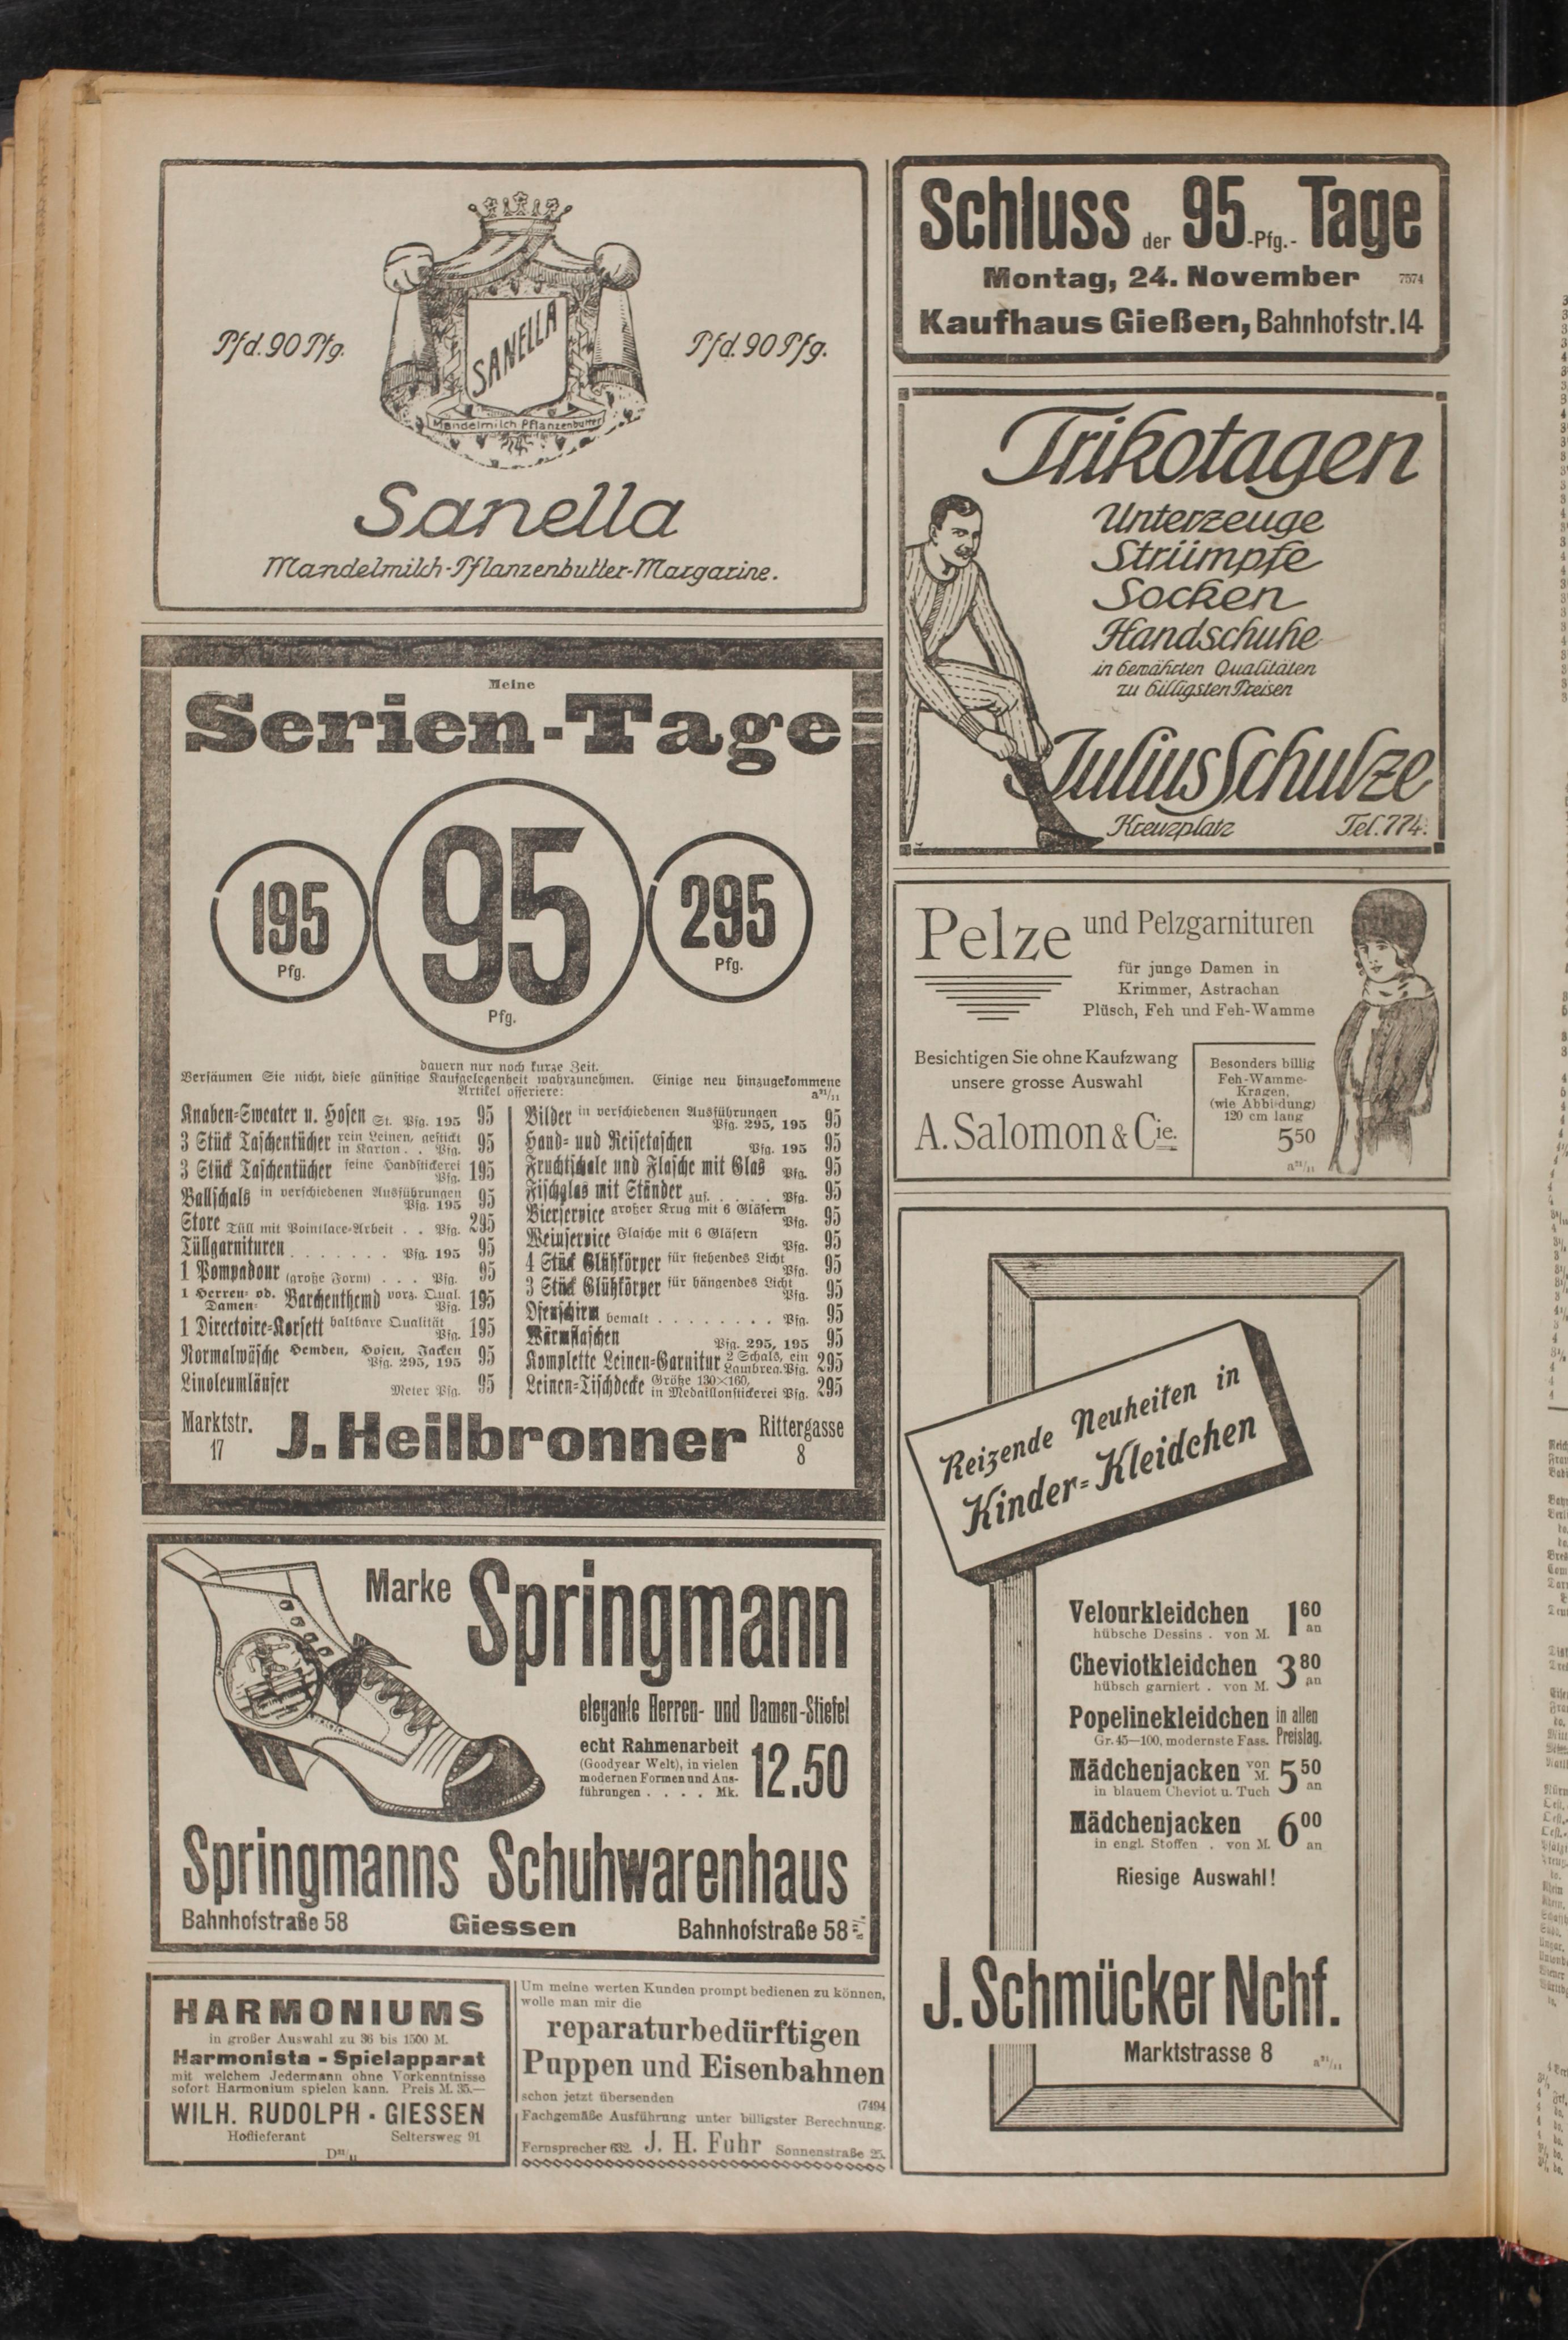 Pfd. 90 Pfg.
SANELLA
Pfd. 90 Pfg.
Mandelmilch Pflanzenbutter
Sanella
Mandelmilch-Pflanzenbutter-Margarine.
Meine
Serien-Tage
195
Pfg.
95
Pfg.
295
Pfg.
dauern nur noch kurze Zeit.
Versäumen Sie nicht, diese günstige Kaufgelegenheit wahrzunehmen. Einige neu hinzugekommene
Artikel offeriere:
Knaben-Sweater u. Hosen St. Pfg. 195 95
3 Stück Taschentücher rein Leinen, gestickt in Karton . . Pfg. 95
3 Stück Taschentücher feine Handstickerei Pfg. 195
Ballschals in verschiedenen Ausführungen Pfg. 195 95
Store Tüll mit Pointlace-Arbeit . . Pfg. 295
Tüllgarnituren . . . . . . . Pfg. 195 95
1 Pompadour (große Form) . . . Pfg. 95
1 Herren- od. Damen- Barchenthemd vorz. Qual. Pfg. 195
1 Directoire-Korsett haltbare Qualität Pfg. 195
Normalwäsche Hemden, Hosen, Jacken Pfg. 295, 195 95
Linoleumläufer Meter Pfg. 95
Bilder in verschiedenen Ausführungen Pfg. 295, 195 95
Hand- und Reisetaschen Pfg. 195 95
Fruchtschale und Flasche mit Glas Pfg. 95
Fischglas mit Ständer zus. . . . . Pfg. 95
Bierservice großer Krug mit 6 Gläsern Pfg. 95
Weinservice Flasche mit 6 Gläsern Pfg. 95
4 Stück Glühkörper für stehendes Licht Pfg. 95
3 Stück Glühkörper für hängendes Licht Pfg. 95
Ofenschirm bemalt . . . . . . . . Pfg. 95
Wärmflaschen Pfg. 295, 195 95
Komplette Leinen-Garnitur 2 Schals, ein Lambreq. Pfg. 295
Leinen-Tischdecke Größe 130×160, in Medaillonstickerei Pfg. 295
Marktstr.
17
J. Heilbronner
Rittergasse
8
Marke Springmann
elegante Herren- und Damen-Stiefel
echt Rahmenarbeit
(Goodyear Welt), in vielen
modernen Formen und Aus-
führungen . . . . Mk.
12.50
Springmanns Schuhwarenhaus
Bahnhofstraße 58 Giessen Bahnhofstraße 58
HARMONIUMS
in großer Auswahl zu 36 bis 1500 M.
Harmonista - Spielapparat
mit welchem Jedermann ohne Vorkenntnisse
sofort Harmonium spielen kann. Preis M. 35.—
WILH. RUDOLPH - GIESSEN
Hoflieferant Seltersweg 91
Um meine werten Kunden prompt bedienen zu können,
wolle man mir die
reparaturbedürftigen
Puppen und Eisenbahnen
schon jetzt übersenden (7494
Fachgemäße Ausführung unter billigster Berechnung.
Fernsprecher 632. J. H. Fuhr Sonnenstraße 25.
Schluss der 95-Pfg.-Tage
Montag, 24. November 7574
Kaufhaus Gießen, Bahnhofstr. 14
Trikotagen
Unterzeuge
Strümpfe
Socken
Handschuhe
in bewährten Qualitäten
zu billigsten Preisen
Julius Schulze
Kreuzplatz Tel. 774.
Pelze und Pelzgarnituren
für junge Damen in
Krimmer, Astrachan
Plüsch, Feh und Feh-Wamme
Besichtigen Sie ohne Kaufzwang
unsere grosse Auswahl
A. Salomon & Cie.
Besonders billig
Feh-Wamme-
Kragen,
(wie Abbildung)
120 cm lang
5 50
Reizende Neuheiten in
Kinder-Kleidchen
Velourkleidchen 1 60
hübsche Dessins . von M. an
Cheviotkleidchen 3 80
hübsch garniert . von M. an
Popelinekleidchen in allen
Gr. 45—100, modernste Fass. Preislag.
Mädchenjacken von M. 5 50
in blauem Cheviot u. Tuch an
Mädchenjacken 6 00
in engl. Stoffen . von M. an
Riesige Auswahl!
J. Schmücker Nchf.
Marktstrasse 8